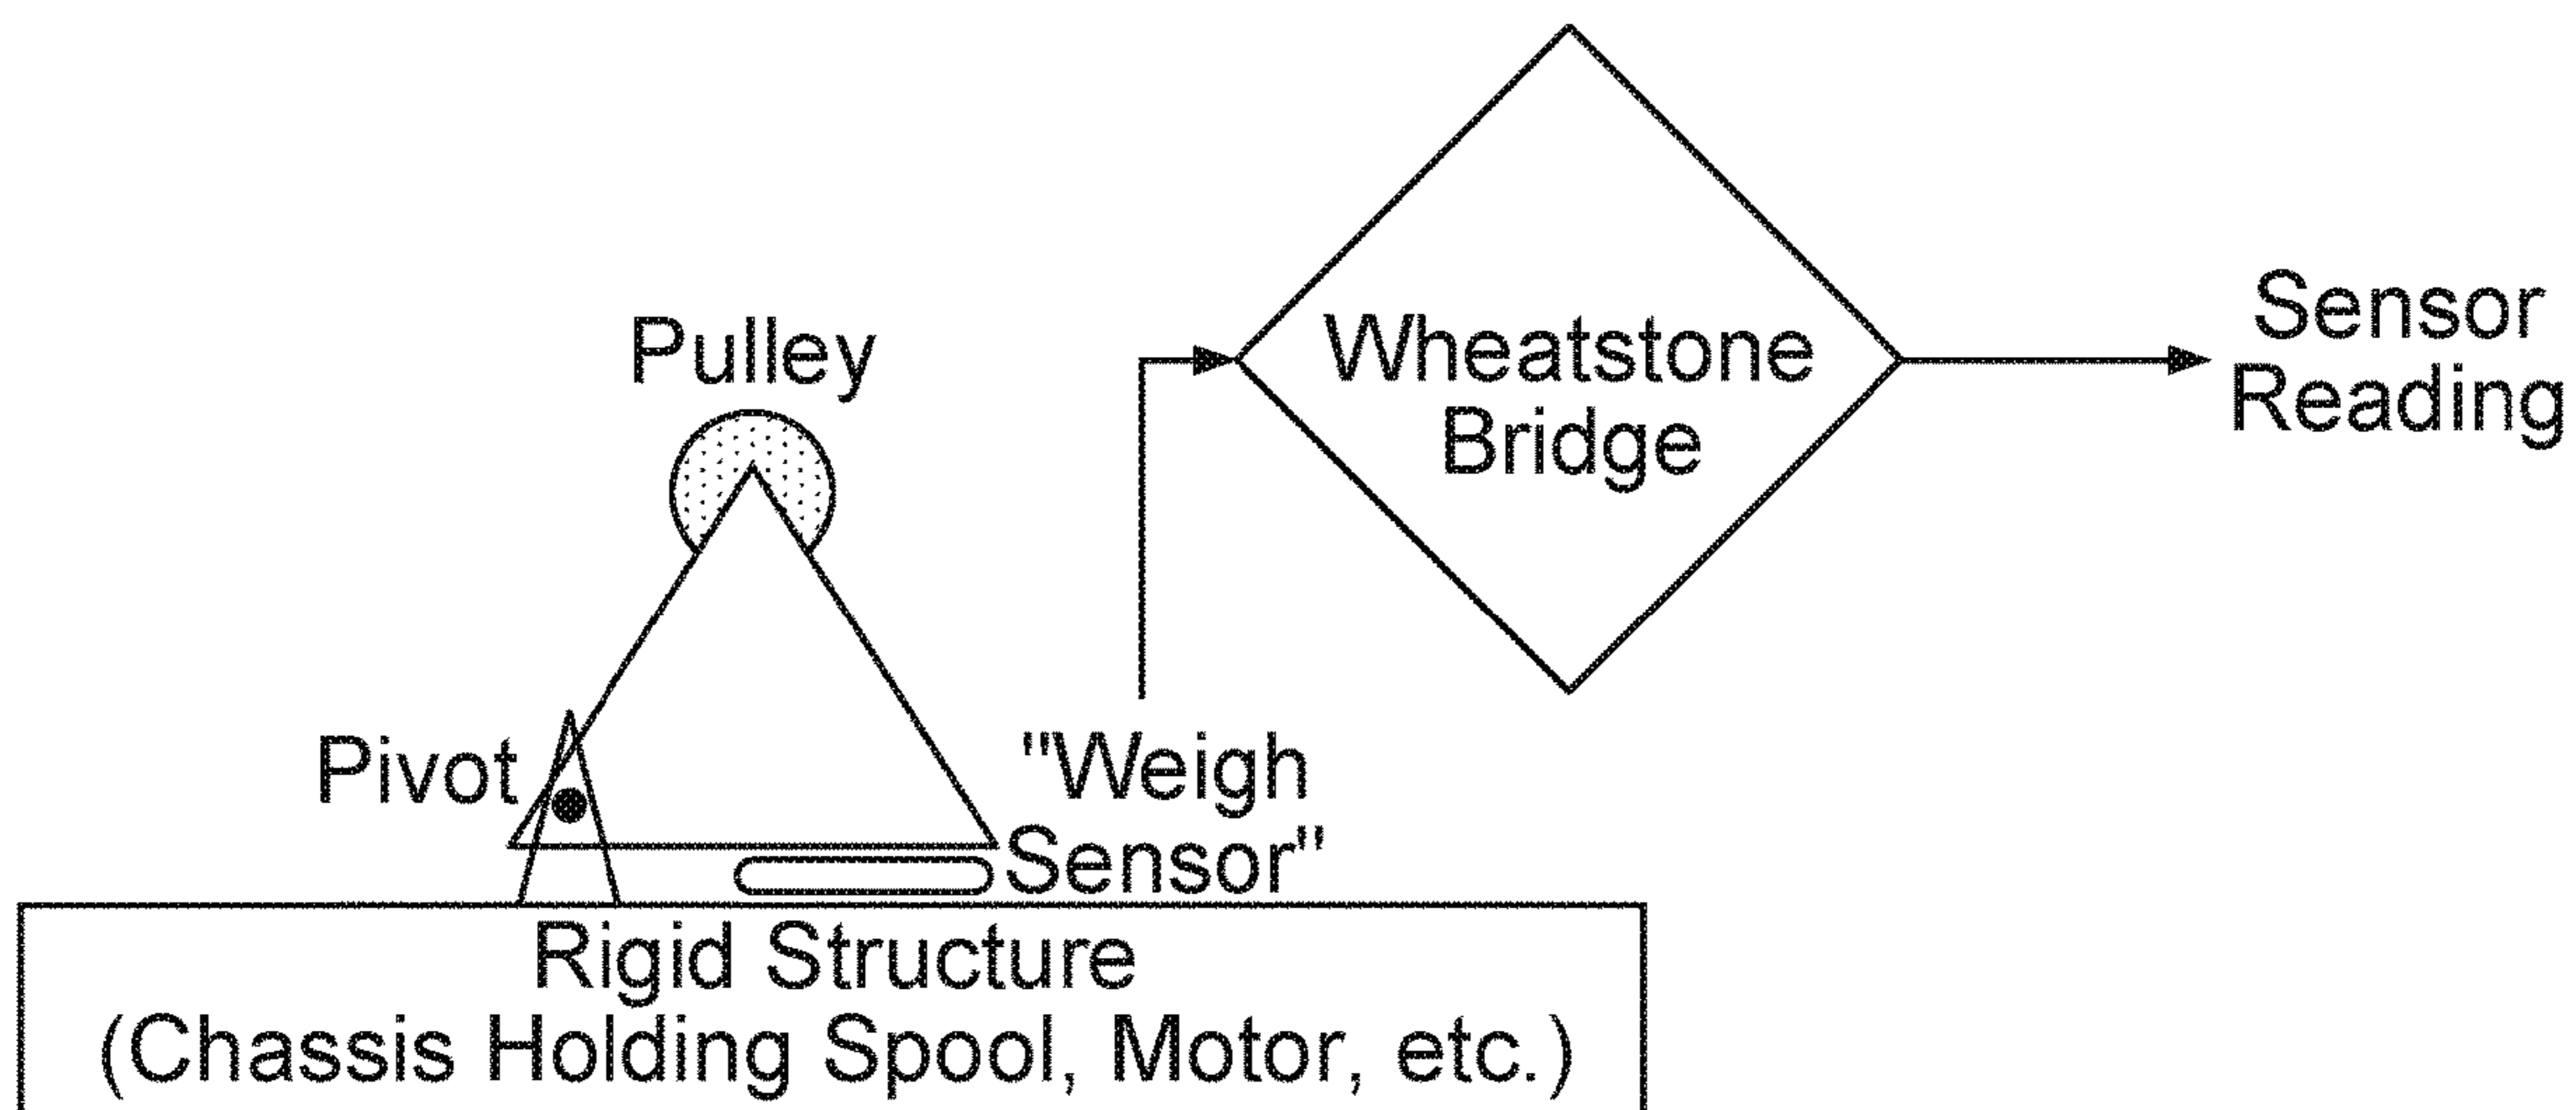 Pulley
Wheatstone
Bridge
Sensor
Reading
Pivot
"Weigh
Sensor"
Rigid Structure
(Chassis Holding Spool, Motor, etc.)